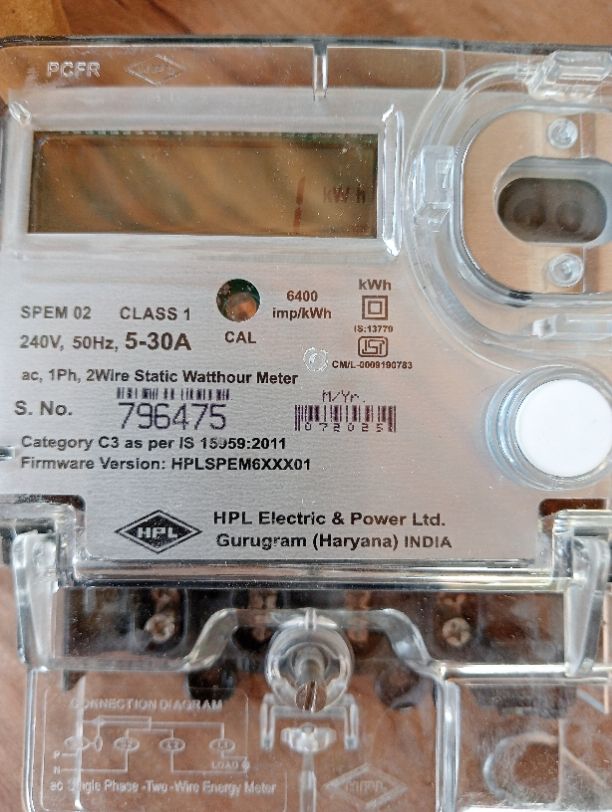 PCFR
1 kWh
SPEM 02 CLASS 1
CAL
6400
imp/kWh
kWh
IS:13779
240V, 50Hz, 5-30A
CM/L-0009190783
ac, 1Ph, 2Wire Static Watthour Meter
M/Yr.
S. No. 796475
072025
Category C3 as per IS 15959:2011
Firmware Version: HPLSPEM6XXX01
HPL
HPL Electric & Power Ltd.
Gurugram (Haryana) INDIA
CONNECTION DIAGRAM
P
N
LOAD
ac Single Phase -Two -Wire Energy Meter